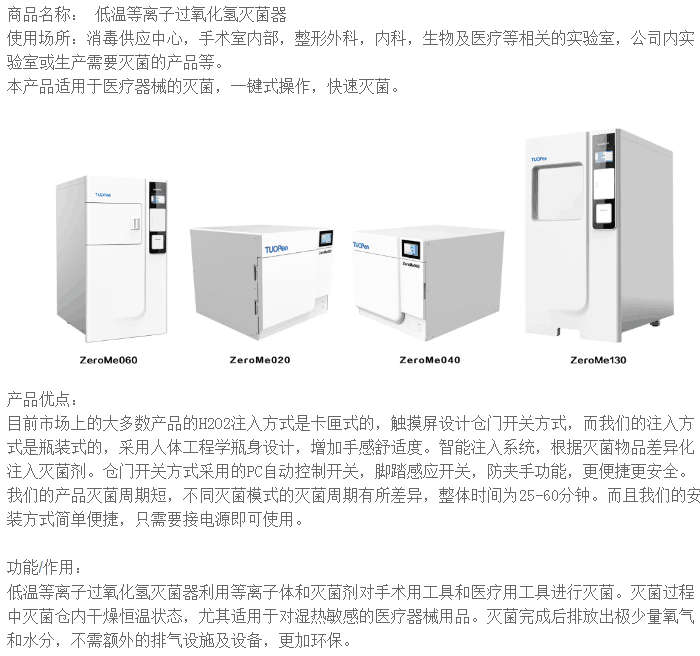 商品名称： 低温等离子过氧化氢灭菌器
使用场所：消毒供应中心，手术室内部，整形外科，内科，生物及医疗等相关的实验室，公司内实
验室或生产需要灭菌的产品等。
本产品适用于医疗器械的灭菌，一键式操作，快速灭菌。
TUOPen
TUOPen
TUOPen
TUOPen
ZeroMe060
ZeroMe020
ZeroMe040
ZeroMe130
产品优点：
目前市场上的大多数产品的H2O2注入方式是卡匣式的，触摸屏设计仓门开关方式，而我们的注入方
式是瓶装式的，采用人体工程学瓶身设计，增加手感舒适度。智能注入系统，根据灭菌物品差异化
注入灭菌剂。仓门开关方式采用的PC自动控制开关，脚踏感应开关，防夹手功能，更便捷更安全。
我们的产品灭菌周期短，不同灭菌模式的灭菌周期有所差异，整体时间为25-60分钟。而且我们的安
装方式简单便捷，只需要接电源即可使用。
功能/作用：
低温等离子过氧化氢灭菌器利用等离子体和灭菌剂对手术用工具和医疗用工具进行灭菌。灭菌过程
中灭菌仓内干燥恒温状态，尤其适用于对湿热敏感的医疗器械用品。灭菌完成后排放出极少量氧气
和水分，不需额外的排气设施及设备，更加环保。